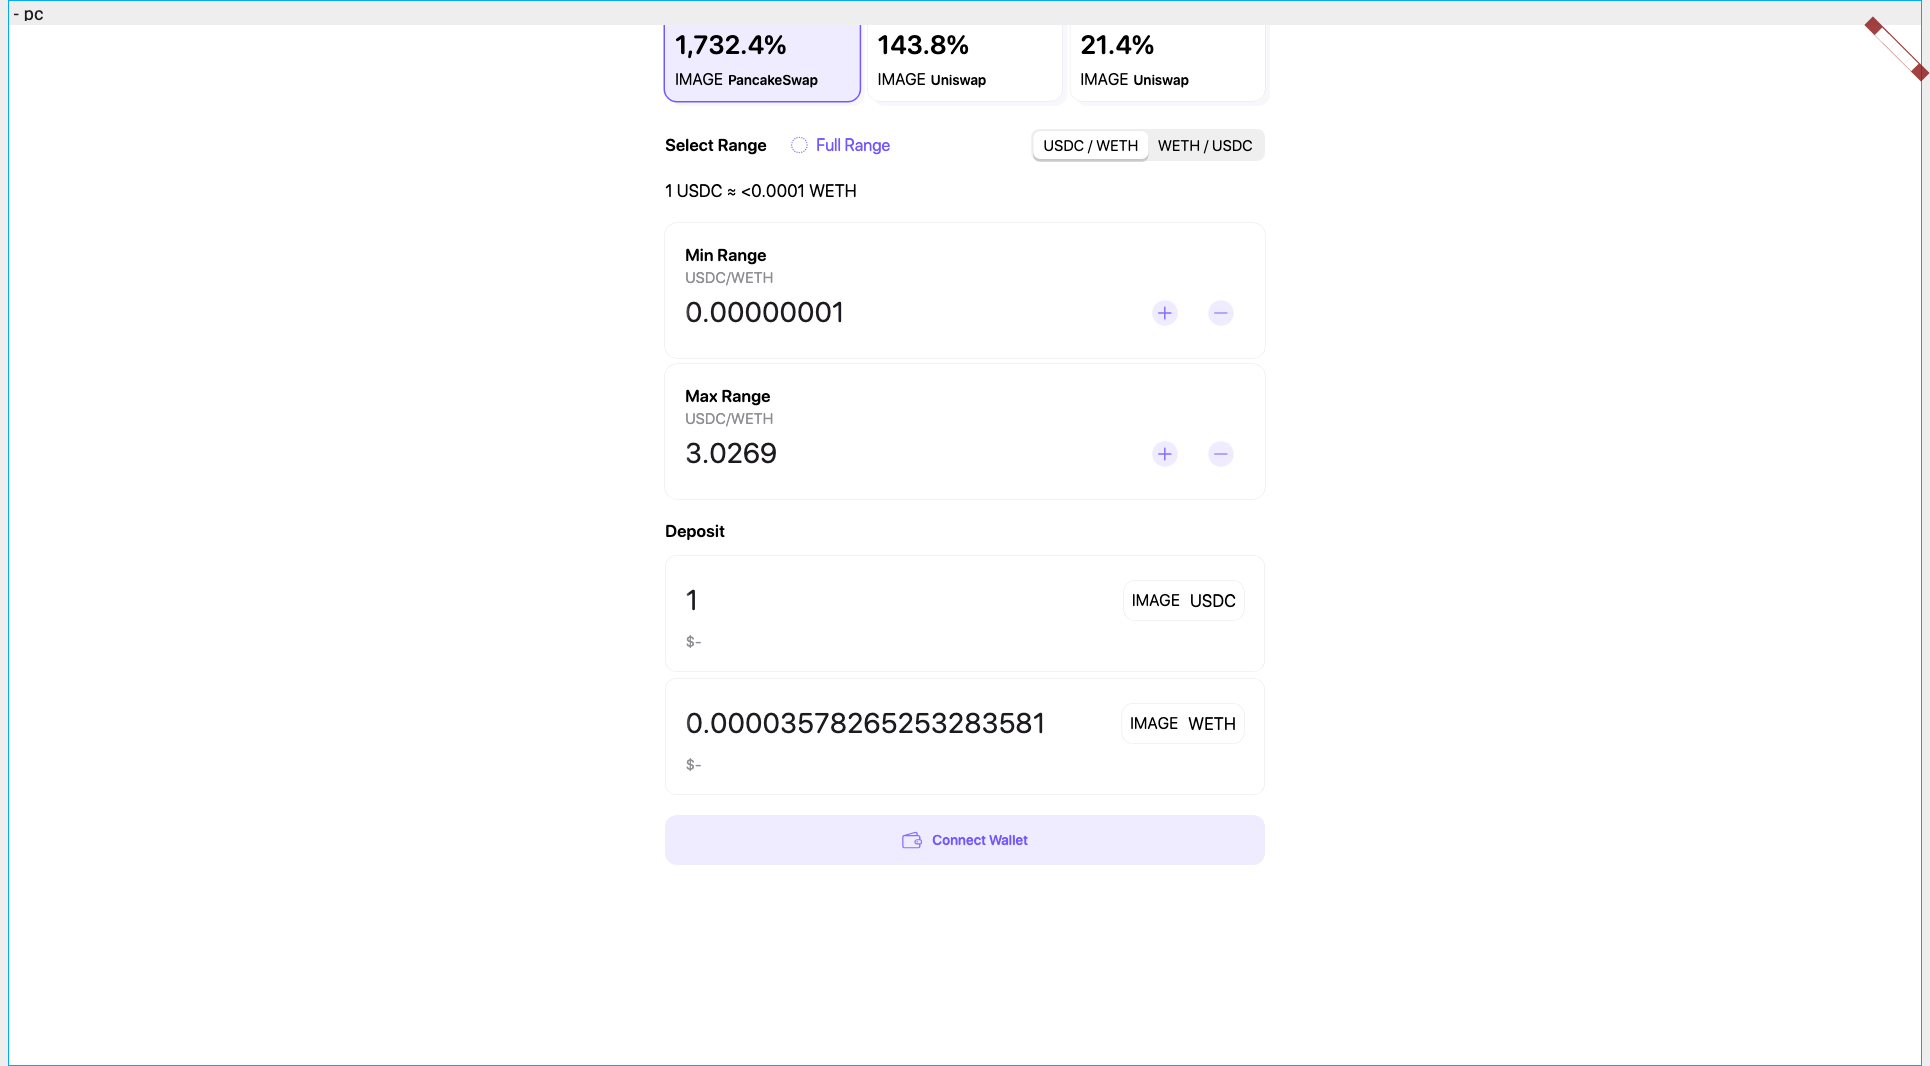 - pc
1,732.4% 143.8% 21.4%
IMAGE PancakeSwap IMAGE Uniswap IMAGE Uniswap
Select Range Full Range USDC / WETH WETH / USDC
1 USDC ≈ <0.0001 WETH
Min Range
USDC/WETH
0.00000001
Max Range
USDC/WETH
3.0269
Deposit
1 IMAGE USDC
$-
0.00003578265253283581 IMAGE WETH
$-
Connect Wallet